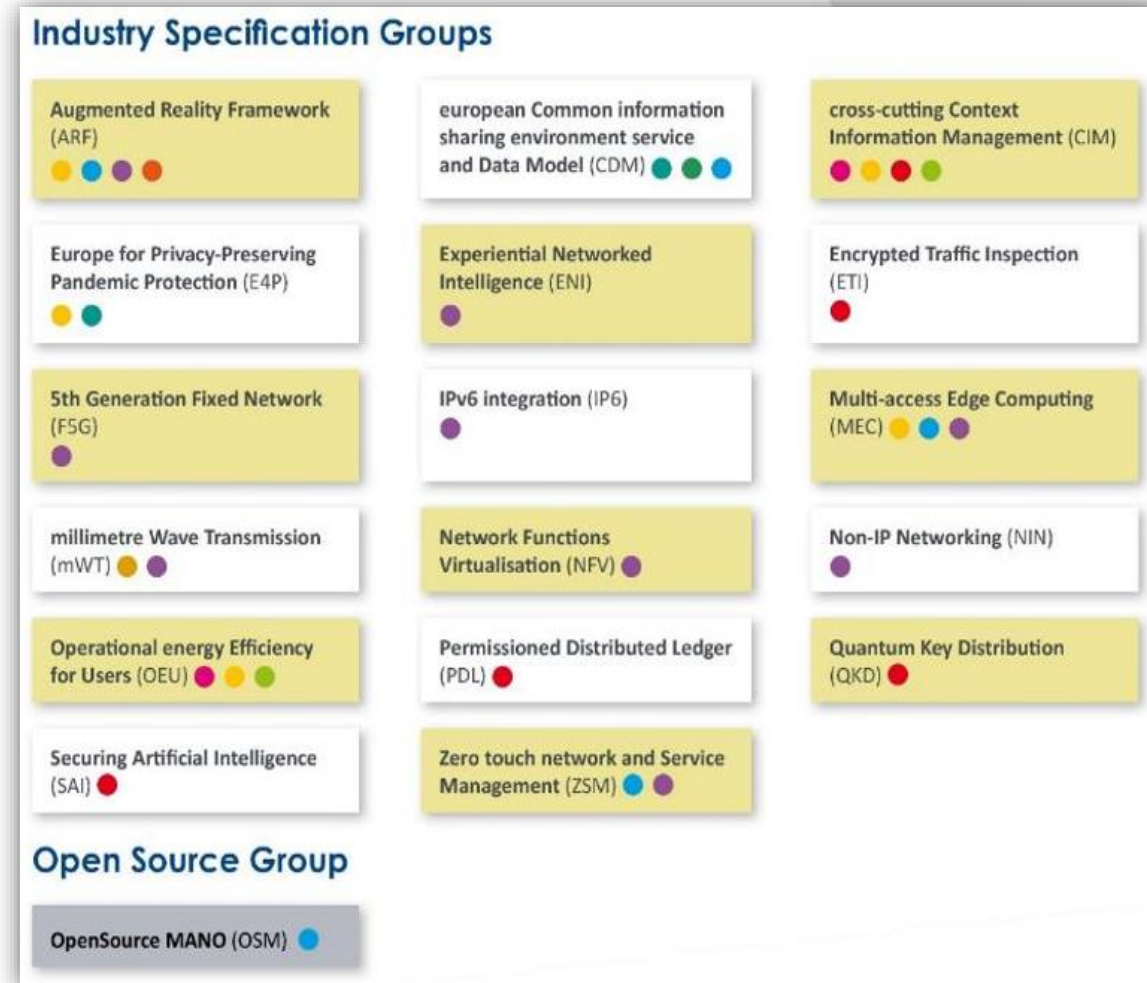 Industry Specification Groups
Augmented Reality Framework
(ARF)
european Common information
sharing environment service
and Data Model (CDM)
cross-cutting Context
Information Management (CIM)
Europe for Privacy-Preserving
Pandemic Protection (E4P)
Experiential Networked
Intelligence (ENI)
Encrypted Traffic Inspection
(ETI)
5th Generation Fixed Network
(F5G)
IPv6 integration (IP6)
Multi-access Edge Computing
(MEC)
millimetre Wave Transmission
(mWT)
Network Functions
Virtualisation (NFV)
Non-IP Networking (NIN)
Operational energy Efficiency
for Users (OEU)
Permissioned Distributed Ledger
(PDL)
Quantum Key Distribution
(QKD)
Securing Artificial Intelligence
(SAI)
Zero touch network and Service
Management (ZSM)
Open Source Group
OpenSource MANO (OSM)